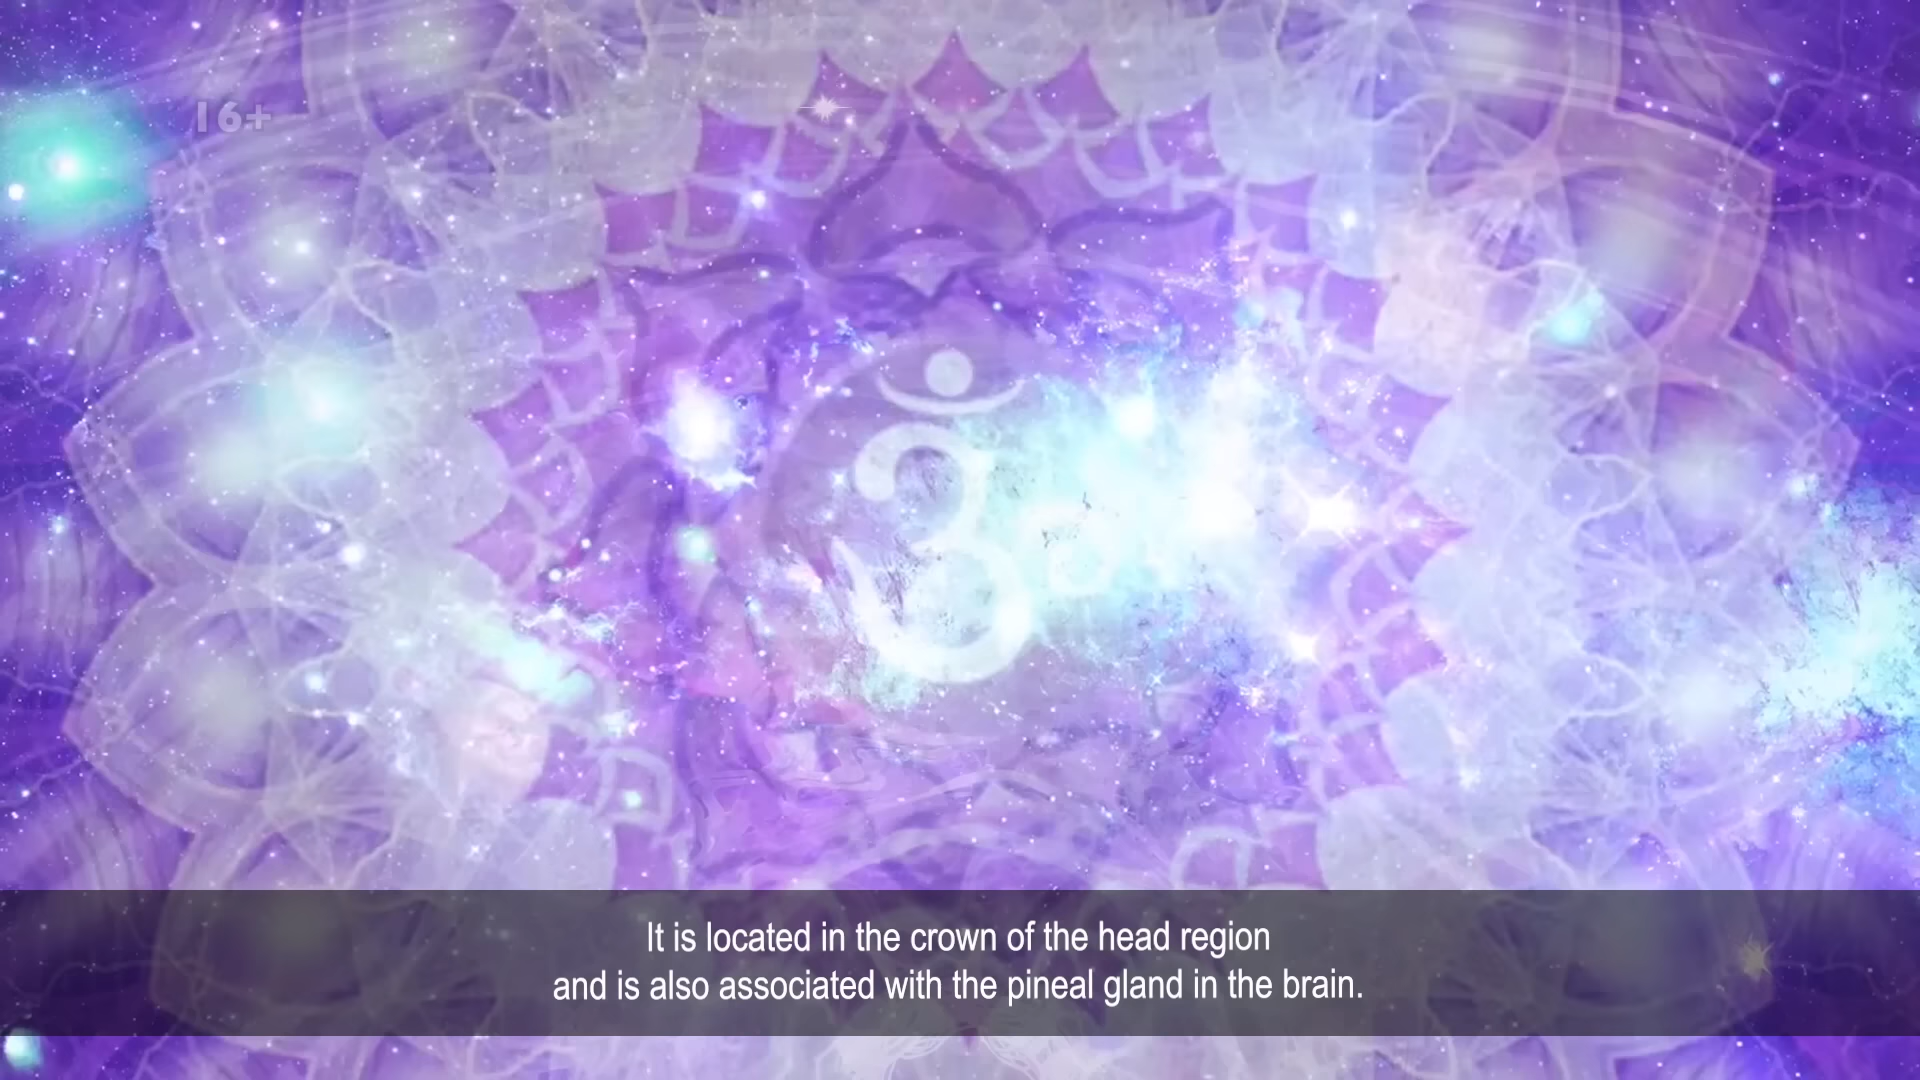 16+
ॐ
It is located in the crown of the head region
and is also associated with the pineal gland in the brain.